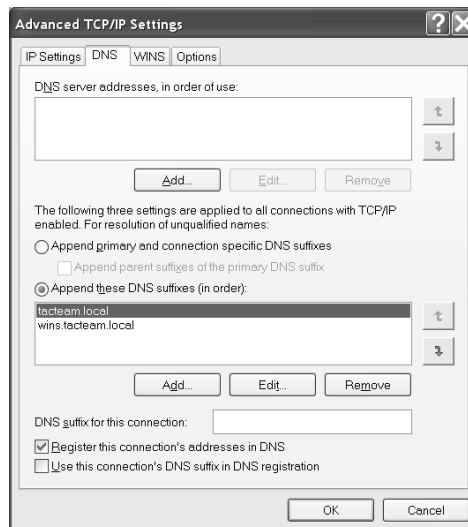 Advanced TCP/IP Settings
IP Settings DNS WINS Options
DNS server addresses, in order of use:
Add... Edit... Remove
The following three settings are applied to all connections with TCP/IP
enabled. For resolution of unqualified names:
Append primary and connection specific DNS suffixes
Append parent suffixes of the primary DNS suffix
Append these DNS suffixes (in order):
tacteam.local
wins.tacteam.local
Add... Edit... Remove
DNS suffix for this connection:
Register this connection's addresses in DNS
Use this connection's DNS suffix in DNS registration
OK Cancel